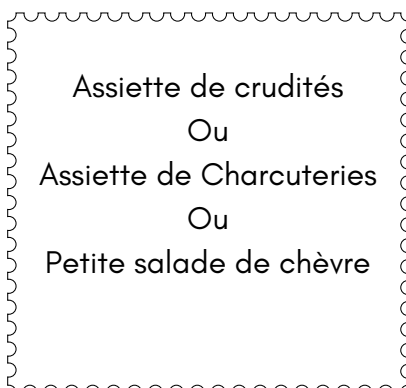 Assiette de crudités
Ou
Assiette de Charcuteries
Ou
Petite salade de chèvre